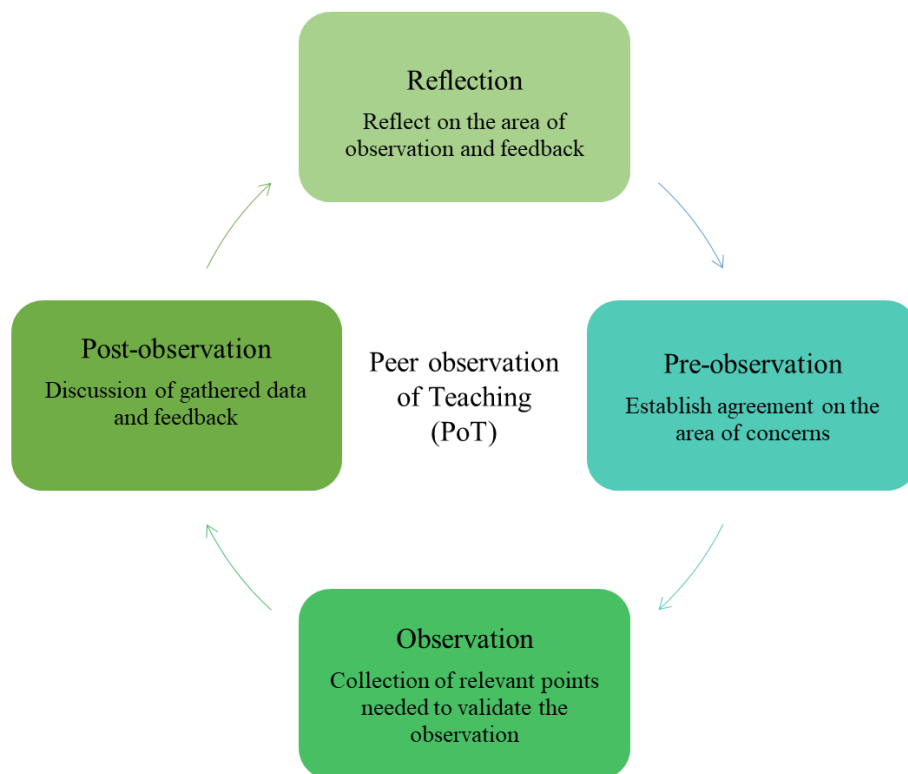 Reflection
Reflect on the area of
observation and feedback
Post-observation
Discussion of gathered data
and feedback
Peer observation
of Teaching
(PoT)
Pre-observation
Establish agreement on the
area of concerns
Observation
Collection of relevant points
needed to validate the
observation